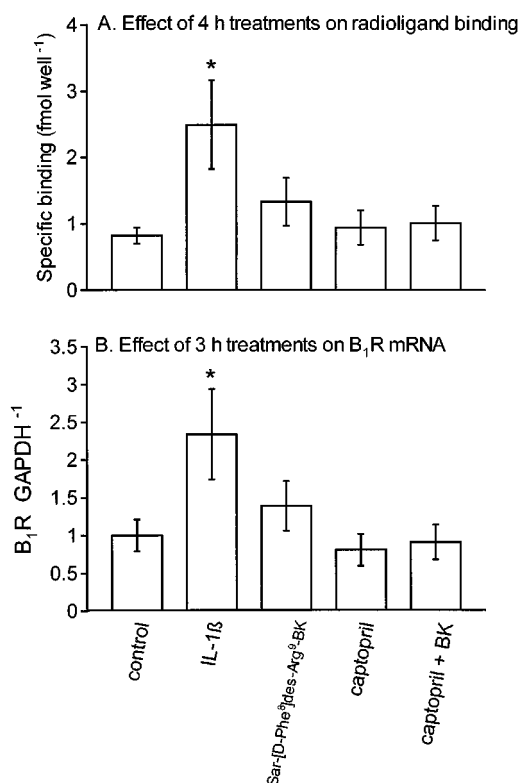 A. Effect of 4 h treatments on radioligand binding
Specific binding (fmol well⁻¹)
4
*
3
2
1
0
B. Effect of 3 h treatments on B₁R mRNA
B₁R GAPDH⁻¹
3.5
*
3
2.5
2
1.5
1
0.5
0
control
IL-1ß
Sar-[D-Phe⁸]des-Arg⁹-BK
captopril
captopril + BK